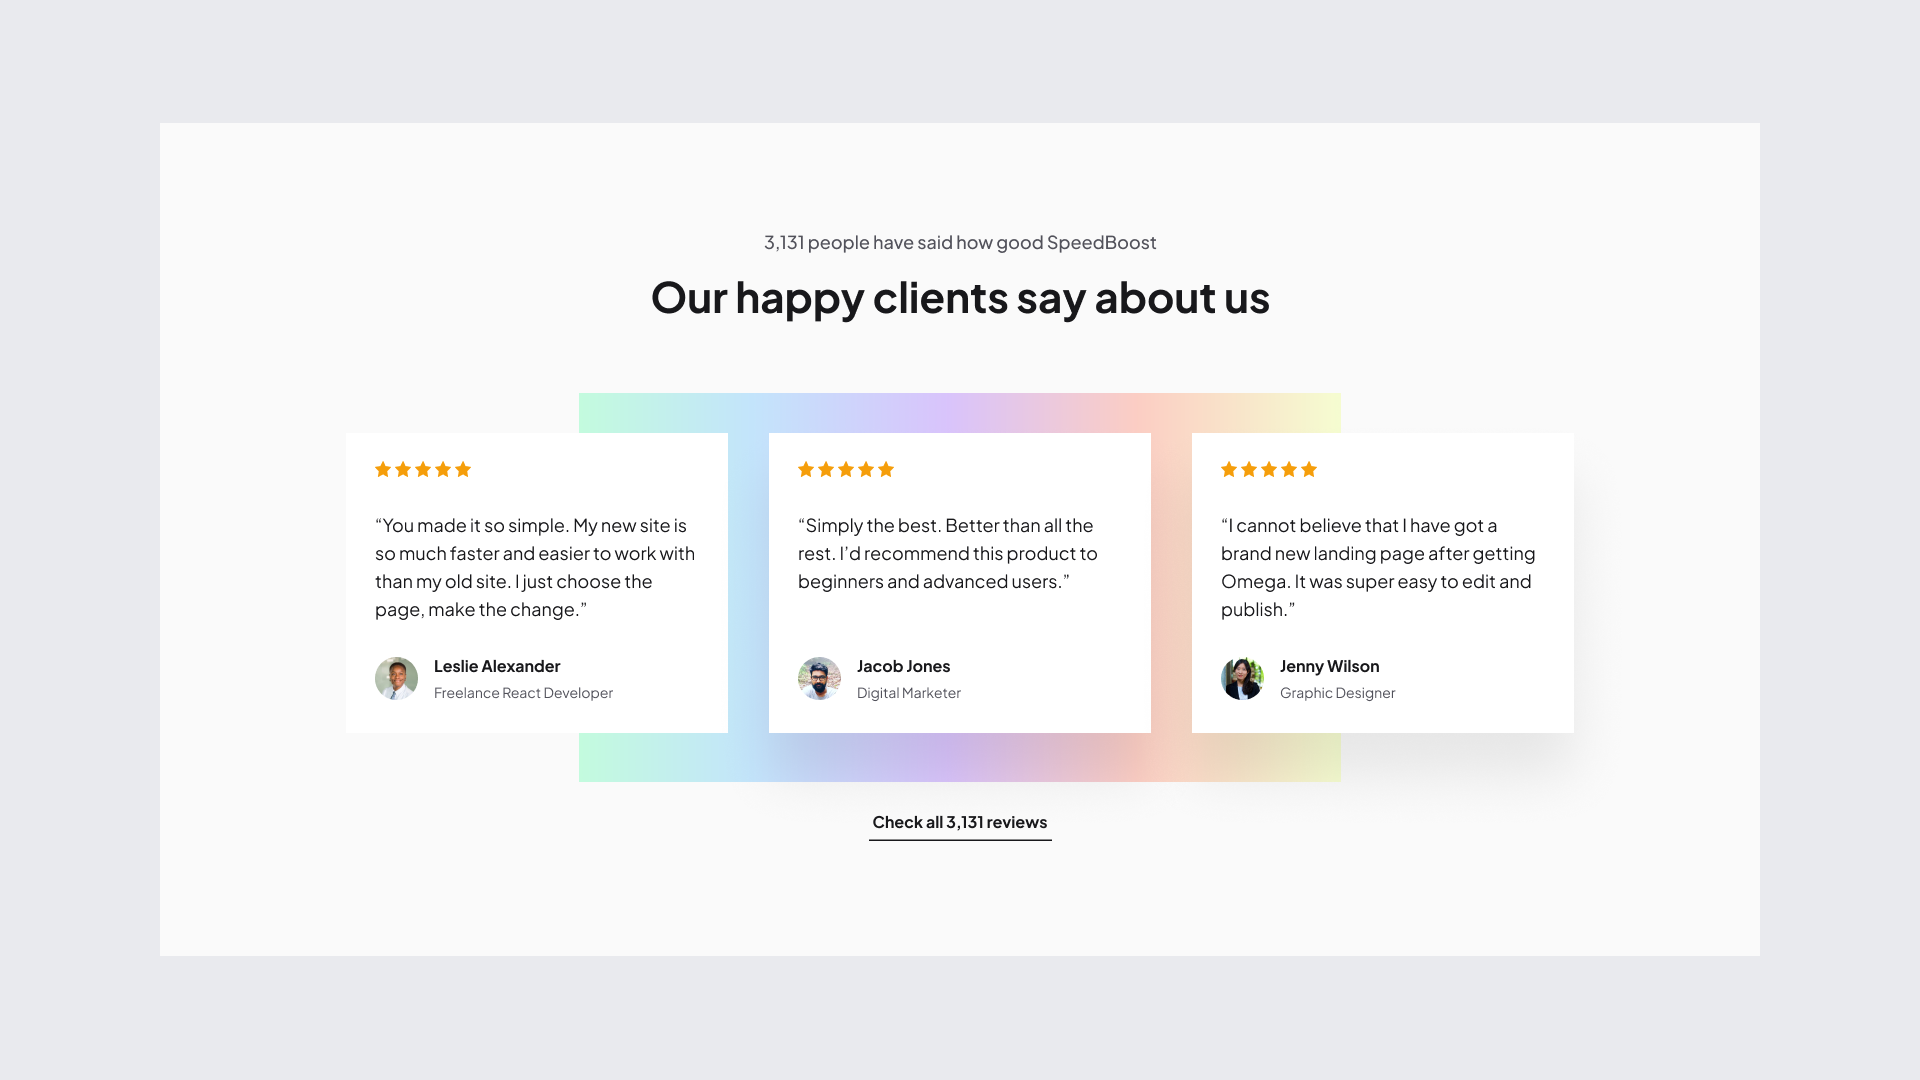 3,131 people have said how good SpeedBoost
Our happy clients say about us
“You made it so simple. My new site is
so much faster and easier to work with
than my old site. I just choose the
page, make the change.”
Leslie Alexander
Freelance React Developer
“Simply the best. Better than all the
rest. I’d recommend this product to
beginners and advanced users.”
Jacob Jones
Digital Marketer
“I cannot believe that I have got a
brand new landing page after getting
Omega. It was super easy to edit and
publish.”
Jenny Wilson
Graphic Designer
Check all 3,131 reviews